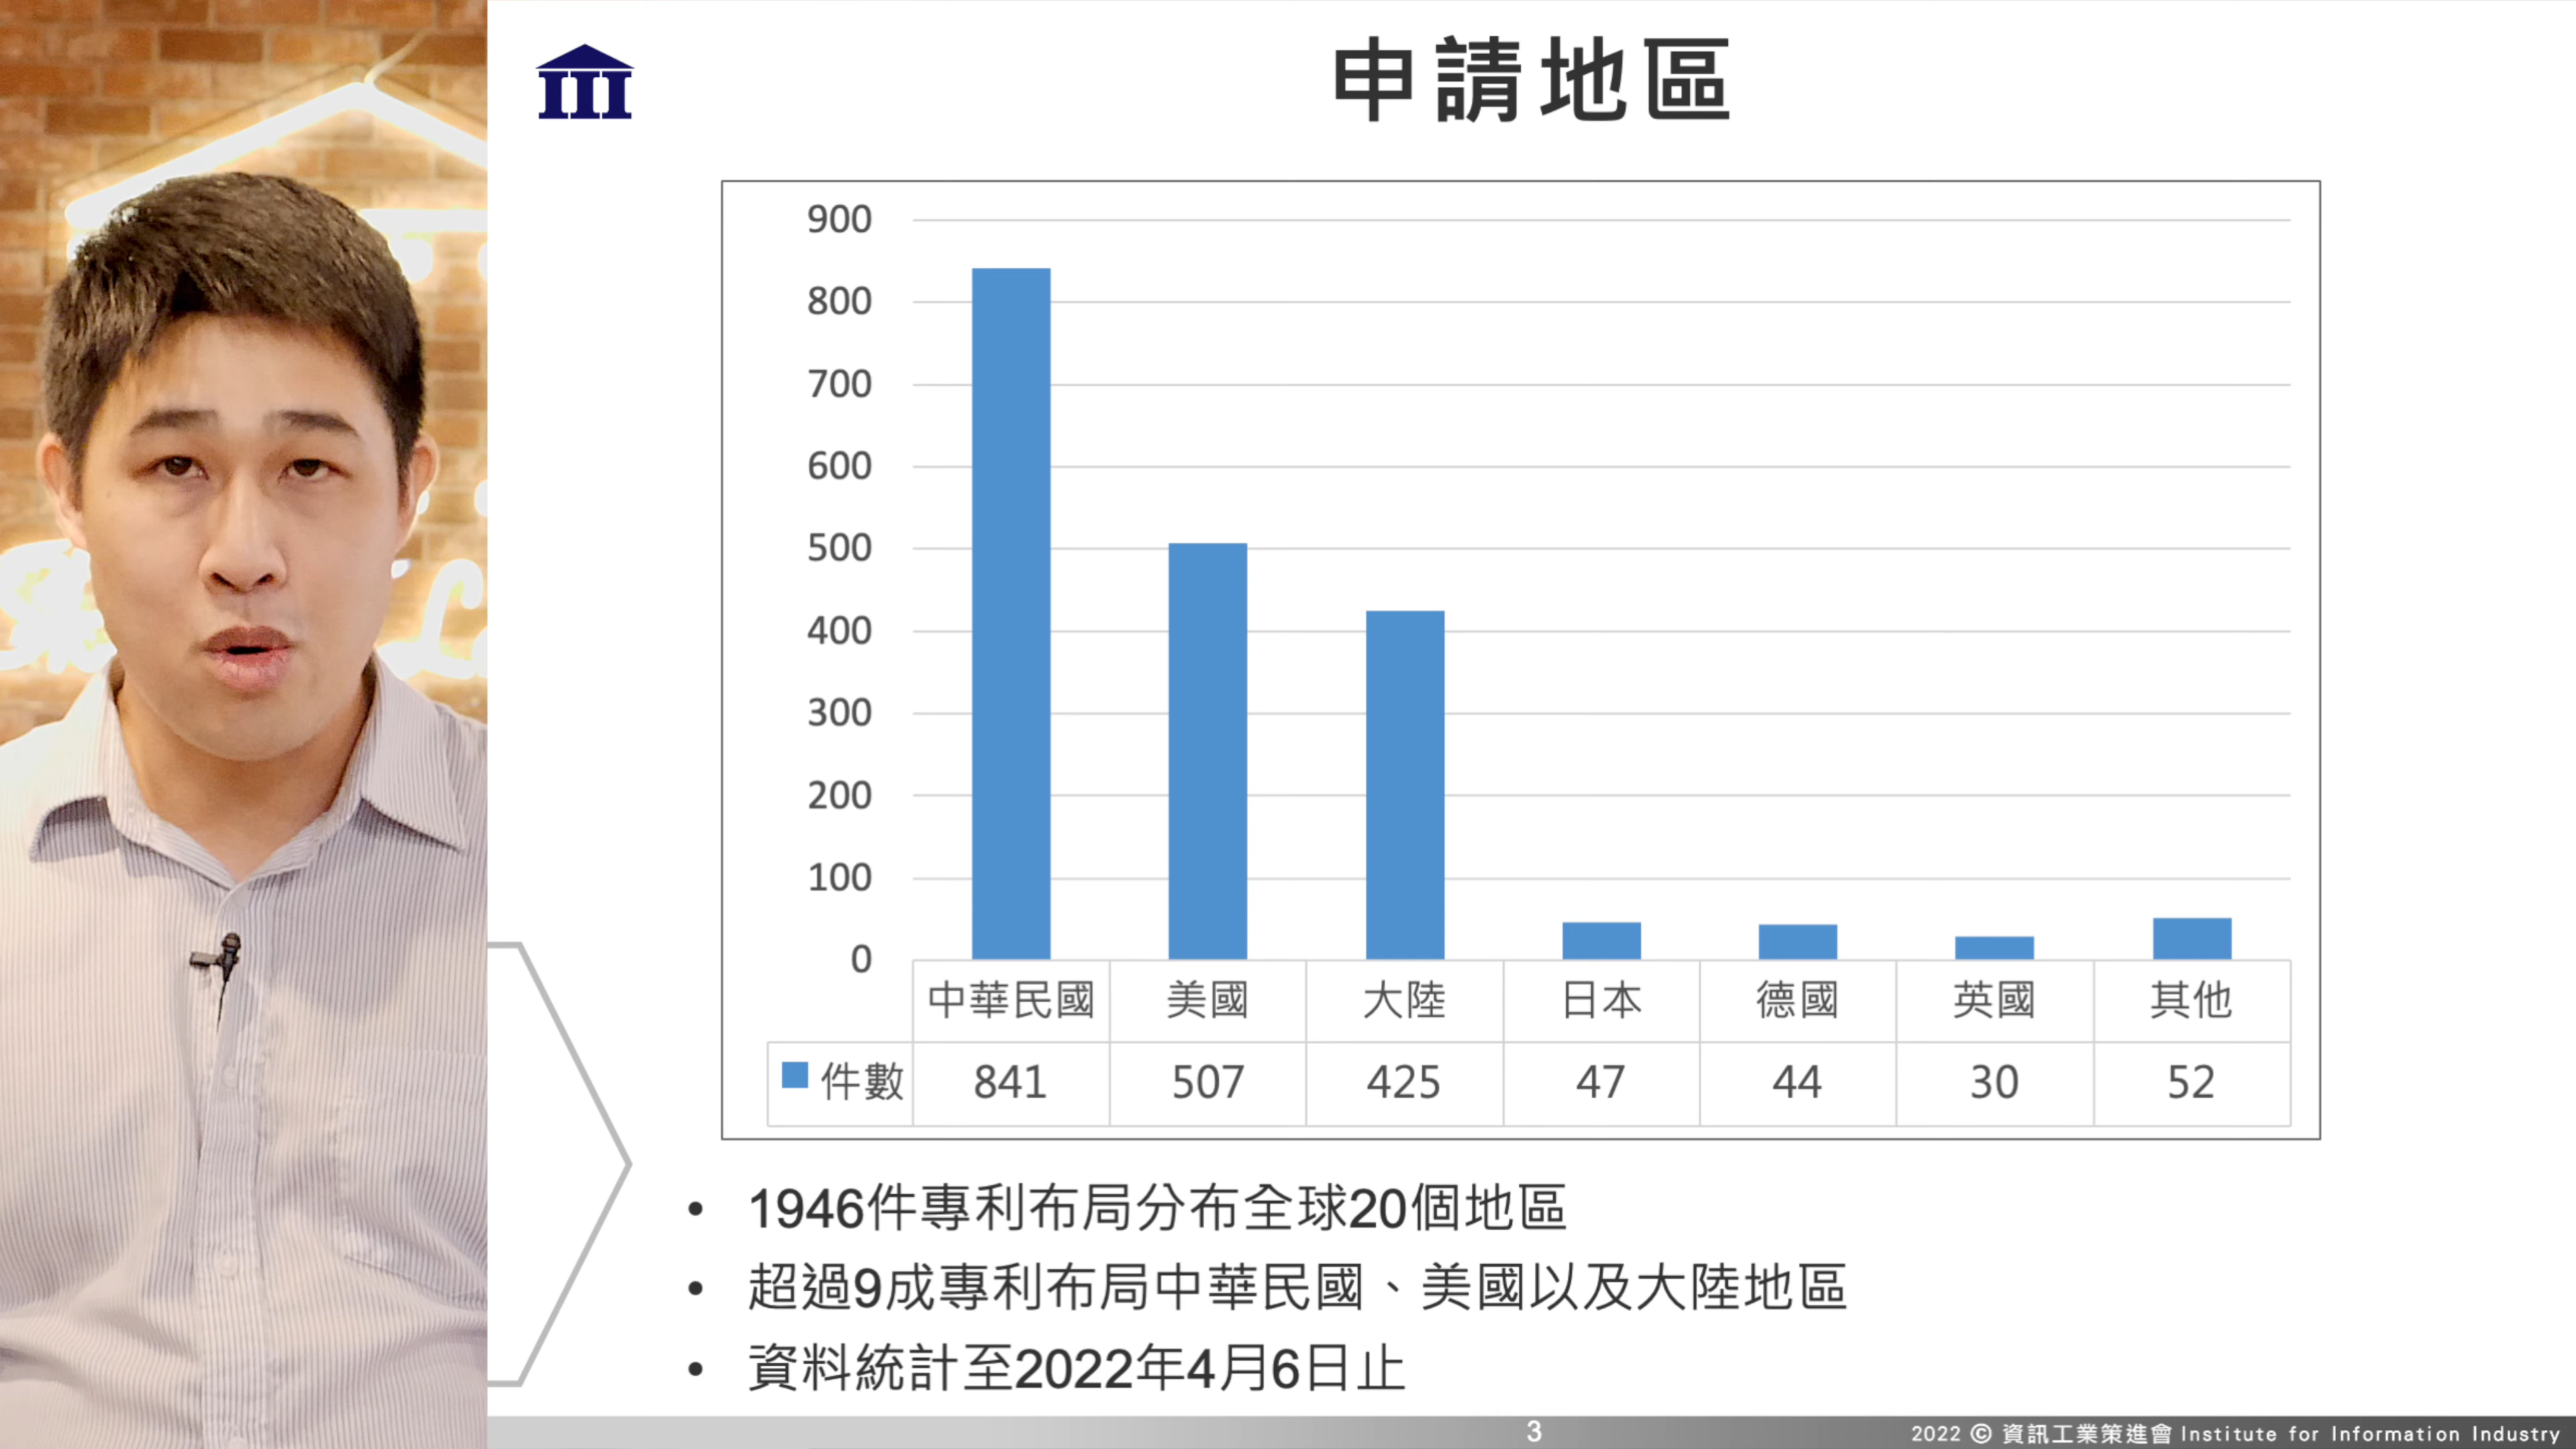 申請地區
900
800
700
600
500
400
300
200
100
0
中華民國 美國 大陸 日本 德國 英國 其他
件數 841 507 425 47 44 30 52
• 1946件專利布局分布全球20個地區
• 超過9成專利布局中華民國、美國以及大陸地區
• 資料統計至2022年4月6日止
3
2022 © 資訊工業策進會 Institute for Information Industry